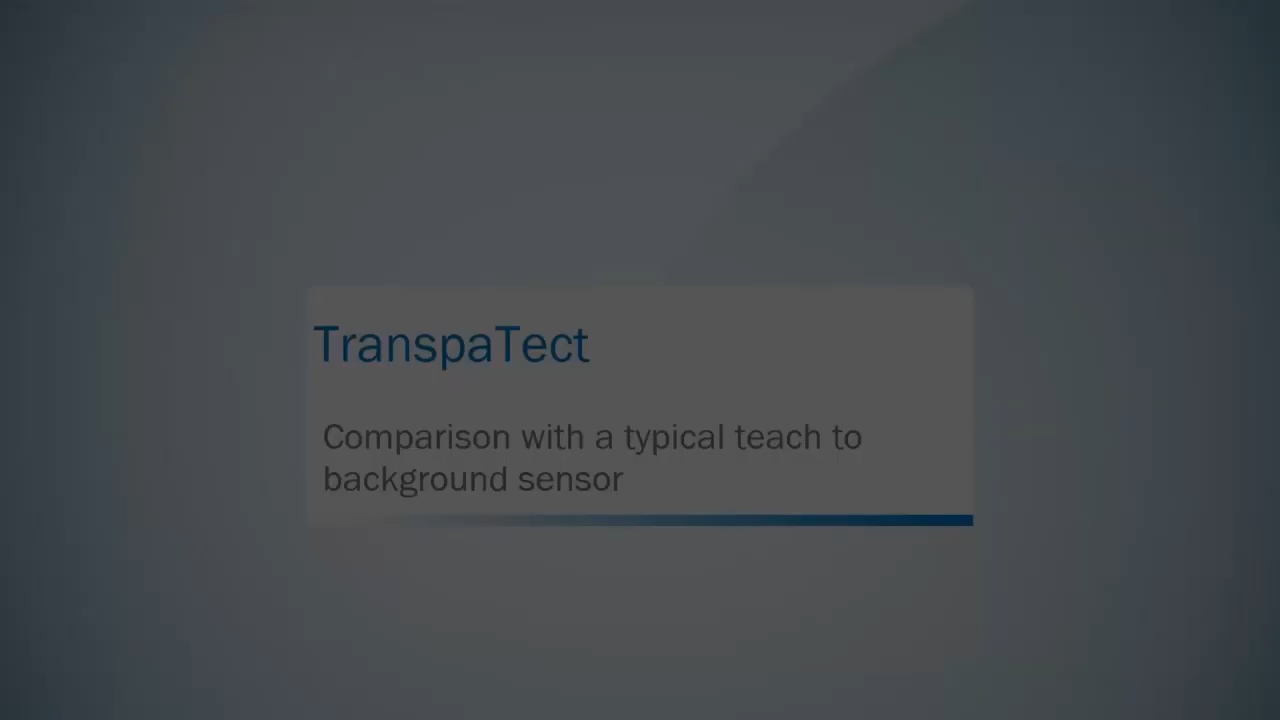 TranspaTect
Comparison with a typical teach to
background sensor